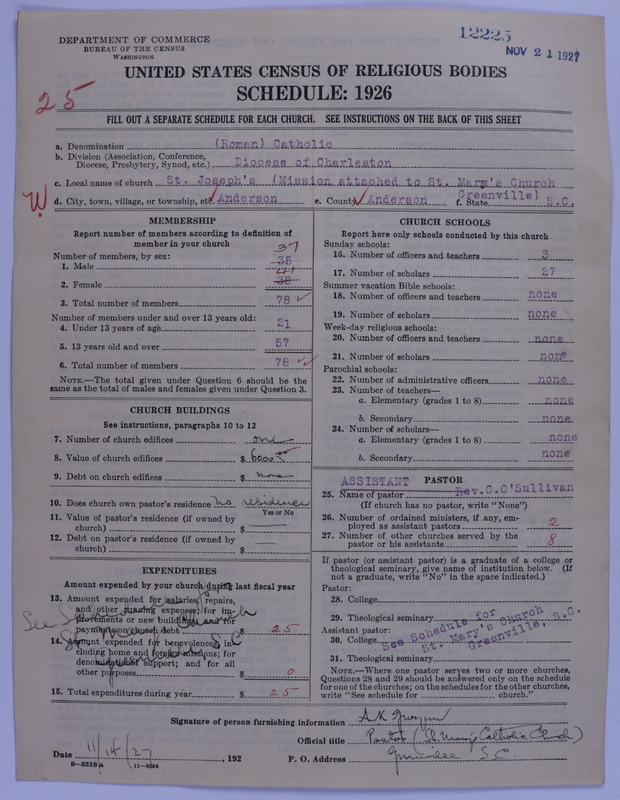 DEPARTMENT OF COMMERCE
BUREAU OF THE CENSUS
WASHINGTON
12225
NOV 21 1927
UNITED STATES CENSUS OF RELIGIOUS BODIES
SCHEDULE: 1926
25
FILL OUT A SEPARATE SCHEDULE FOR EACH CHURCH. SEE INSTRUCTIONS ON THE BACK OF THIS SHEET
a. Denomination (Roman) Catholic
b. Division (Association, Conference, Diocese, Presbytery, Synod, etc.) Diocese of Charleston
c. Local name of church St. Joseph's (Mission attached to St. Mary's Church Greenville)
W.
d. City, town, village, or township, etc. Anderson e. County Anderson f. State S.C.
MEMBERSHIP
Report number of members according to definition of
member in your church
Number of members, by sex:
1. Male 35 37
2. Female 38 41
3. Total number of members 78
Number of members under and over 13 years old:
4. Under 13 years of age 21
5. 13 years old and over 57
6. Total number of members 78
NOTE.—The total given under Question 6 should be the
same as the total of males and females given under Question 3.
CHURCH BUILDINGS
See instructions, paragraphs 10 to 12
7. Number of church edifices one
8. Value of church edifices $ 6000
9. Debt on church edifices $ none
10. Does church own pastor's residence No residence
Yes or No
11. Value of pastor's residence (if owned by
church) $
12. Debt on pastor's residence (if owned by
church) $
EXPENDITURES
Amount expended by your church during last fiscal year
13. Amount expended for salaries, repairs,
and other running expenses; for im-
provements or new buildings; and for
payments on church debt $ 25
14. Amount expended for benevolences, in-
cluding home and foreign missions; for
denominational support; and for all
other purposes $ 0
15. Total expenditures during year $ 25
See Schedule for
St Mary's Church
Greenville S C
CHURCH SCHOOLS
Report here only schools conducted by this church
Sunday schools:
16. Number of officers and teachers 3
17. Number of scholars 27
Summer vacation Bible schools:
18. Number of officers and teachers none
19. Number of scholars none
Week-day religious schools:
20. Number of officers and teachers none
21. Number of scholars none
Parochial schools:
22. Number of administrative officers none
23. Number of teachers—
a. Elementary (grades 1 to 8) none
b. Secondary none
24. Number of scholars—
a. Elementary (grades 1 to 8) none
b. Secondary none
ASSISTANT PASTOR
25. Name of pastor Rev.C.O'Sullivan
(If church has no pastor, write "None")
26. Number of ordained ministers, if any, em-
ployed as assistant pastors 2
27. Number of other churches served by the
pastor or his assistants 8
If pastor (or assistant pastor) is a graduate of a college or
theological seminary, give name of institution below. (If
not a graduate, write "No" in the space indicated.)
Pastor:
28. College
29. Theological seminary
Assistant pastor:
30. College
31. Theological seminary
See Schedule for
St. Mary's Church
Greenville, S.C.
NOTE.—Where one pastor serves two or more churches,
Questions 28 and 29 should be answered only on the schedule
for one of the churches; on the schedules for the other churches,
write "See schedule for church."
Signature of person furnishing information A K Gwynn
Official title Pastor (St. Mary's Catholic Church)
Date 11/14/27, 192 P. O. Address Greenville S.C.
8—5518a 11—9564